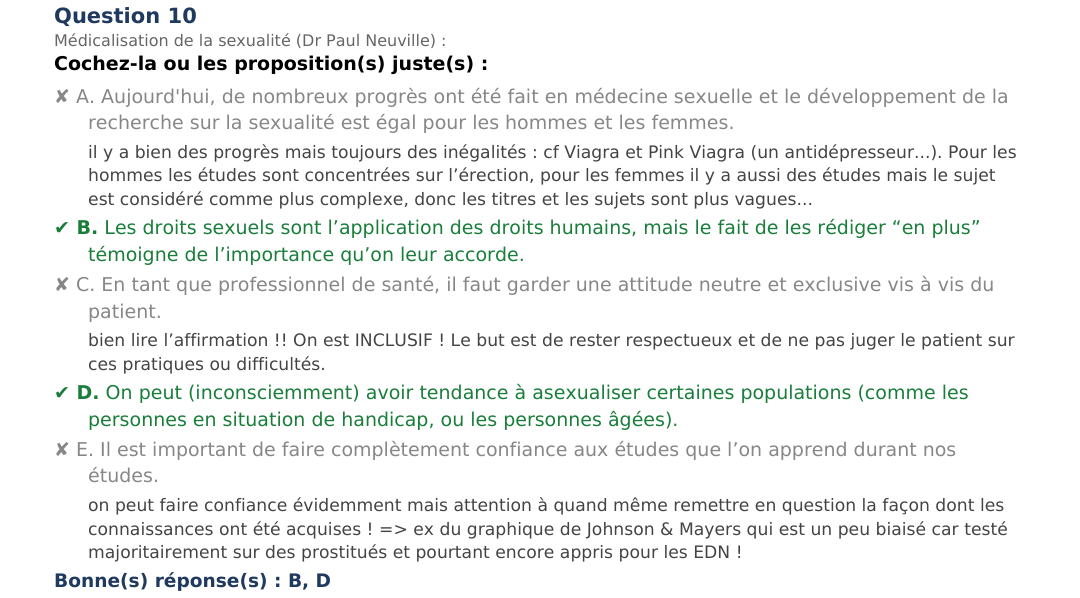 Question 10
Médicalisation de la sexualité (Dr Paul Neuville) :
Cochez-la ou les proposition(s) juste(s) :
✘ A. Aujourd'hui, de nombreux progrès ont été fait en médecine sexuelle et le développement de la
recherche sur la sexualité est égal pour les hommes et les femmes.
il y a bien des progrès mais toujours des inégalités : cf Viagra et Pink Viagra (un antidépresseur…). Pour les
hommes les études sont concentrées sur l’érection, pour les femmes il y a aussi des études mais le sujet
est considéré comme plus complexe, donc les titres et les sujets sont plus vagues…
✔ B. Les droits sexuels sont l’application des droits humains, mais le fait de les rédiger “en plus”
témoigne de l’importance qu’on leur accorde.
✘ C. En tant que professionnel de santé, il faut garder une attitude neutre et exclusive vis à vis du
patient.
bien lire l’affirmation !! On est INCLUSIF ! Le but est de rester respectueux et de ne pas juger le patient sur
ces pratiques ou difficultés.
✔ D. On peut (inconsciemment) avoir tendance à asexualiser certaines populations (comme les
personnes en situation de handicap, ou les personnes âgées).
✘ E. Il est important de faire complètement confiance aux études que l’on apprend durant nos
études.
on peut faire confiance évidemment mais attention à quand même remettre en question la façon dont les
connaissances ont été acquises ! => ex du graphique de Johnson & Mayers qui est un peu biaisé car testé
majoritairement sur des prostitués et pourtant encore appris pour les EDN !
Bonne(s) réponse(s) : B, D